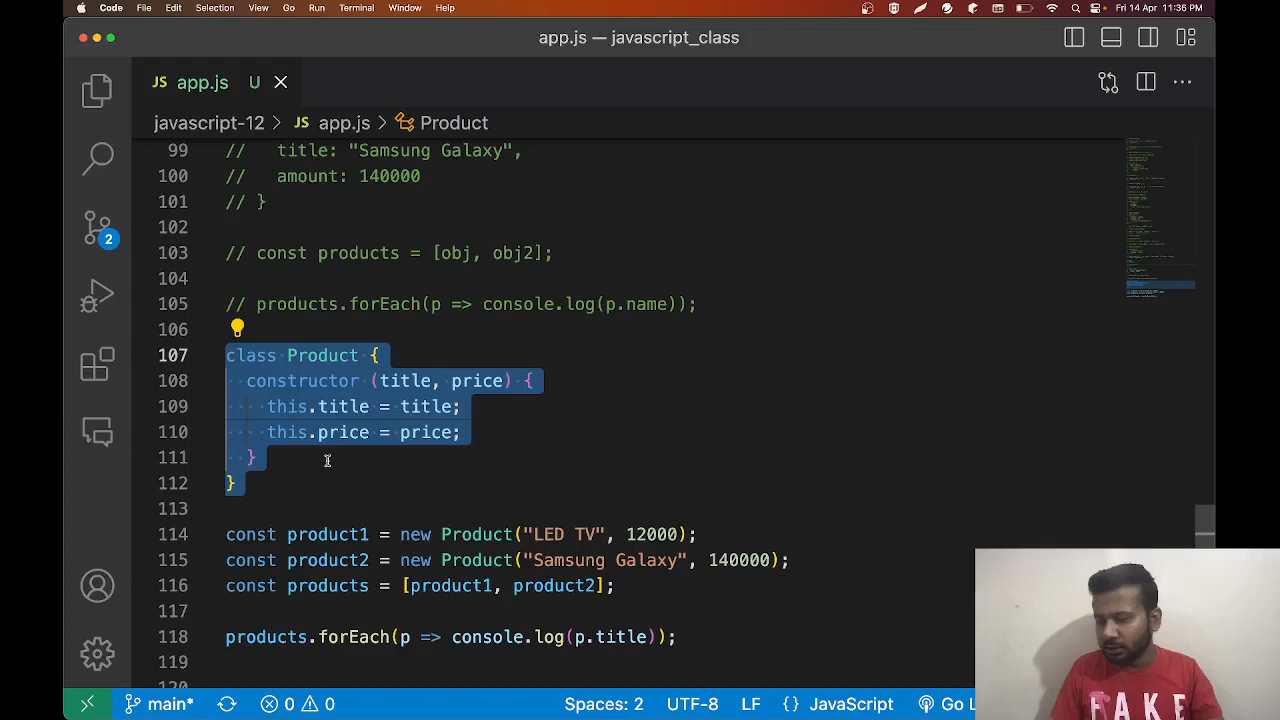 Code File Edit Selection View Go Run Terminal Window Help Fri 14 Apr 11:36 PM
app.js — javascript_class
JS app.js U
javascript-12 > JS app.js > Product
99 //   title: "Samsung Galaxy",
100 //   amount: 140000
101 // }
102
103 // const products = [obj, obj2];
104
105 // products.forEach(p => console.log(p.name));
106
107 class Product {
108   constructor (title, price) {
109     this.title = title;
110     this.price = price;
111   }
112 }
113
114 const product1 = new Product("LED TV", 12000);
115 const product2 = new Product("Samsung Galaxy", 140000);
116 const products = [product1, product2];
117
118 products.forEach(p => console.log(p.title));
119
120
2
main* 0 0 Spaces: 2 UTF-8 LF {} JavaScript Go L
FAKE